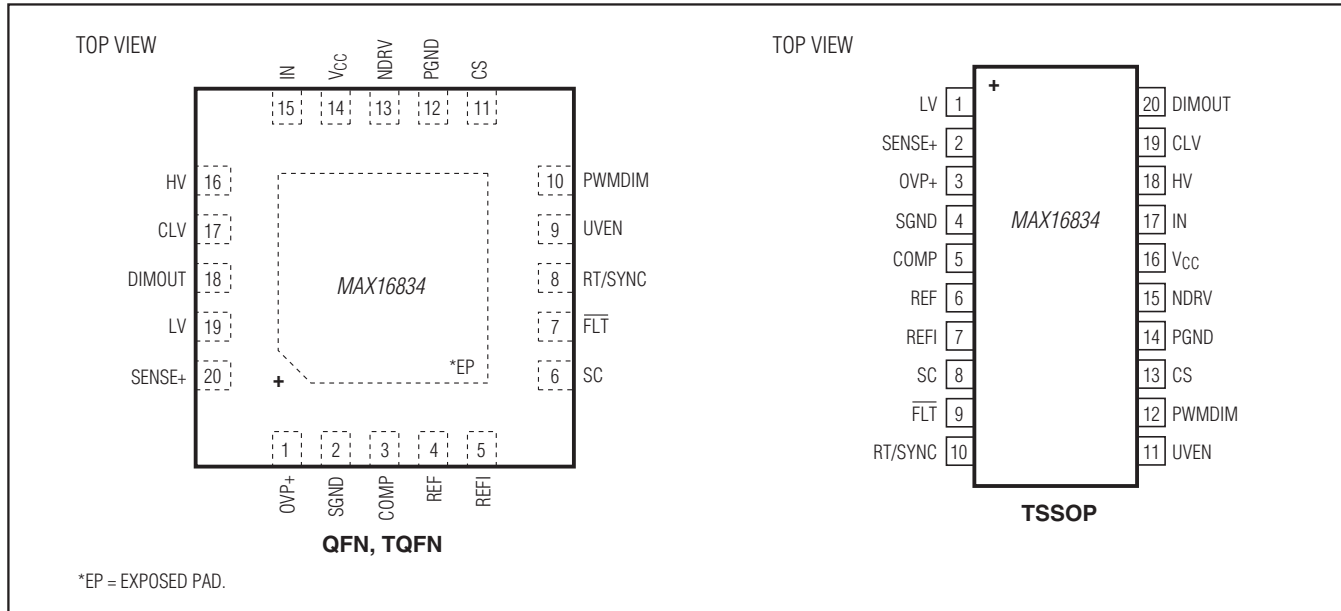 TOP VIEW
IN
VCC
NDRV
PGND
CS
15
14
13
12
11
HV 16
CLV 17
DIMOUT 18
LV 19
SENSE+ 20
10 PWMDIM
9 UVEN
8 RT/SYNC
7 FLT
6 SC
MAX16834
*EP
+
1
2
3
4
5
OVP+
SGND
COMP
REF
REFI
QFN, TQFN
*EP = EXPOSED PAD.
TOP VIEW
+
LV 1
SENSE+ 2
OVP+ 3
SGND 4
COMP 5
REF 6
REFI 7
SC 8
FLT 9
RT/SYNC 10
MAX16834
20 DIMOUT
19 CLV
18 HV
17 IN
16 VCC
15 NDRV
14 PGND
13 CS
12 PWMDIM
11 UVEN
TSSOP